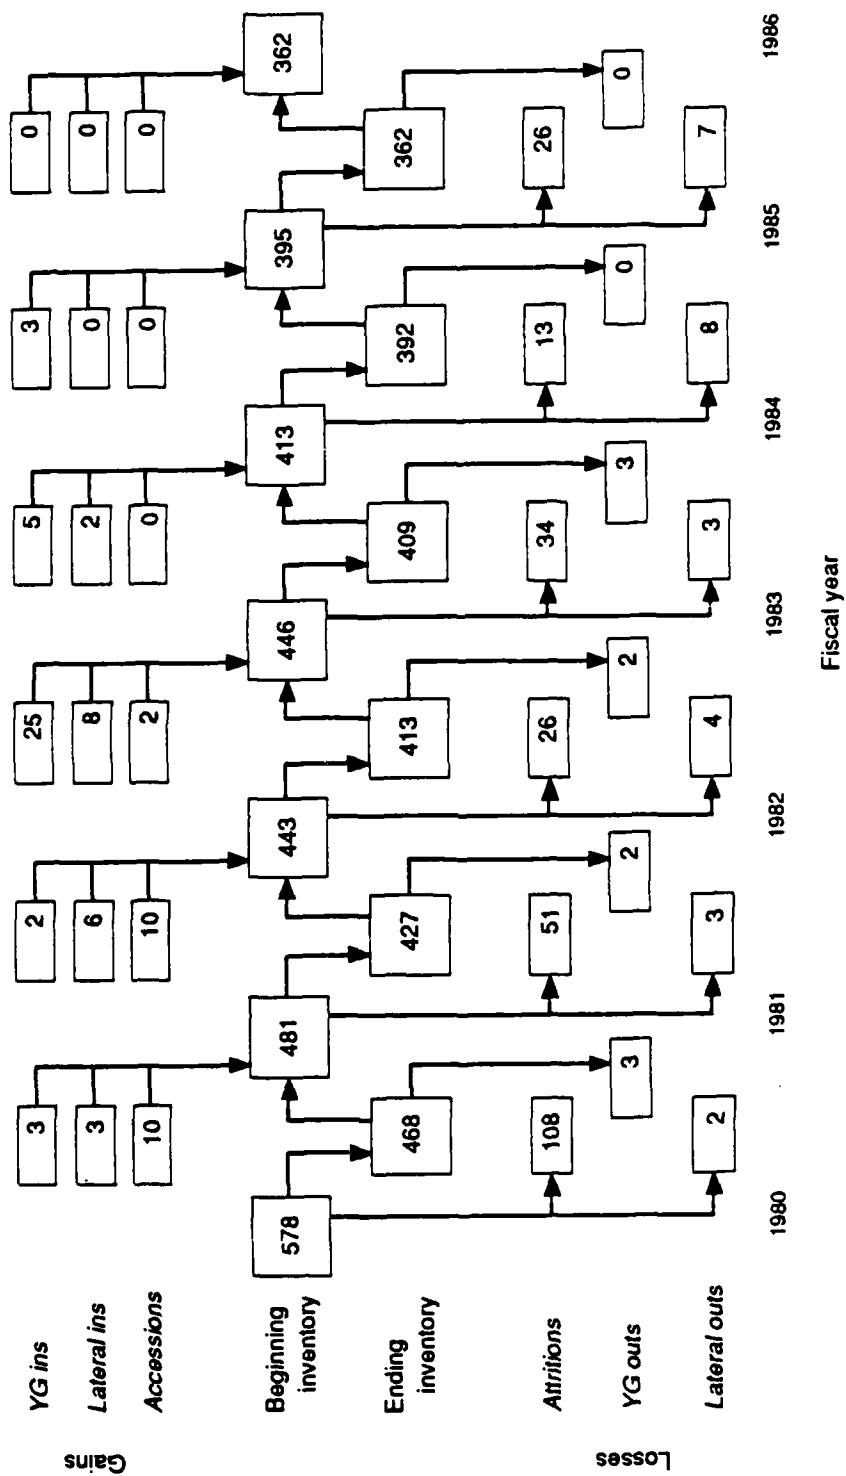 Gains
YG ins 3 2 25 5 3 0
Lateral ins 3 6 8 2 0 0
Accessions 10 10 2 0 0 0
Beginning
inventory 578 481 443 446 413 395 362
Ending
inventory 468 427 413 409 392 362
Losses
Attritions 108 51 26 34 13 26
YG outs 3 2 2 3 0 0
Lateral outs 2 3 4 3 8 7
1980 1981 1982 1983 1984 1985 1986
Fiscal year